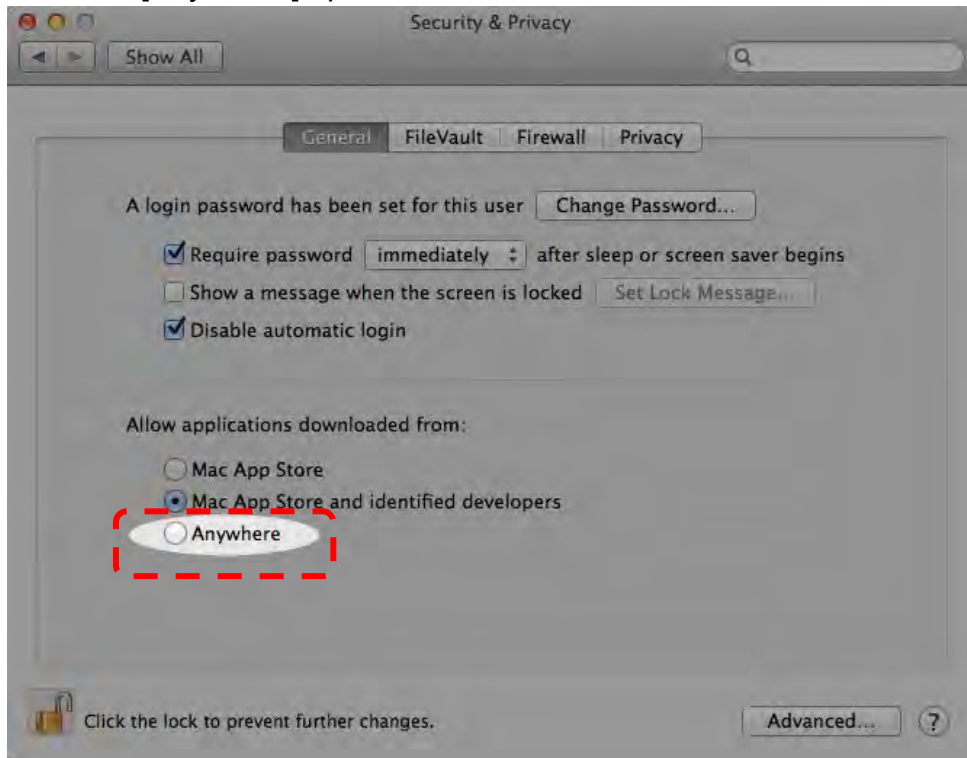 Security & Privacy
Show All
General FileVault Firewall Privacy
A login password has been set for this user Change Password...
Require password immediately after sleep or screen saver begins
Show a message when the screen is locked Set Lock Message...
Disable automatic login
Allow applications downloaded from:
Mac App Store
Mac App Store and identified developers
Anywhere
Click the lock to prevent further changes. Advanced... ?